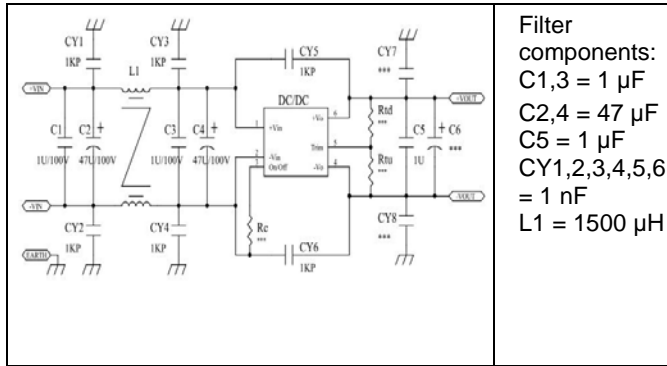 CY1
1KP
CY3
1KP
L1
CY5
1KP
CY7
***
+VIN
DC/DC
+VOUT
1
+Vin
+Vo
6
Rtd
***
C1
C2
+
C3
C4
+
2
-Vin
Trim
5
C5
+
C6
3
On/Off
-Vo
4
Rtu
***
1U/100V
47U/100V
1U/100V
47U/100V
1U
***
-VIN
-VOUT
CY2
1KP
CY4
1KP
Rc
***
CY6
1KP
CY8
***
EARTH
Filter
components:
C1,3 = 1 µF
C2,4 = 47 µF
C5 = 1 µF
CY1,2,3,4,5,6
= 1 nF
L1 = 1500 µH